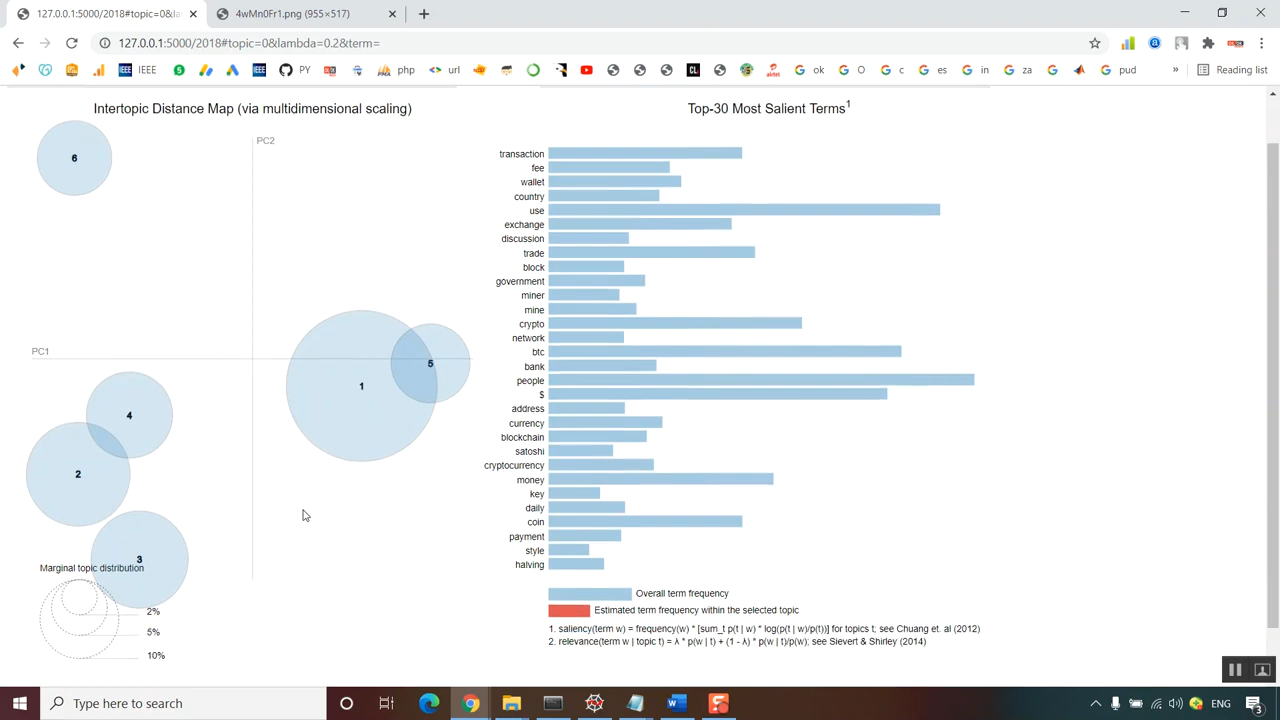 127.0.0.1:5000/2018#topic=0&la
4wMn0Fr1.png (955×517)
127.0.0.1:5000/2018#topic=0&lambda=0.2&term=
IEEE
5
IEEE
PY
php
url
CL
airtel
ok
O
c
es
in
za
pud
»
Reading list
Intertopic Distance Map (via multidimensional scaling)
PC2
PC1
6
1
5
4
2
3
Marginal topic distribution
2%
5%
10%
Top-30 Most Salient Terms1
transaction
fee
wallet
country
use
exchange
discussion
trade
block
government
miner
mine
crypto
network
btc
bank
people
$
address
currency
blockchain
satoshi
cryptocurrency
money
key
daily
coin
payment
style
halving
Overall term frequency
Estimated term frequency within the selected topic
1. saliency(term w) = frequency(w) * [sum_t p(t | w) * log(p(t | w)/p(t))] for topics t; see Chuang et. al (2012)
2. relevance(term w | topic t) = λ * p(w | t) + (1 - λ) * p(w | t)/p(w); see Sievert & Shirley (2014)
Type here to search
ENG
3